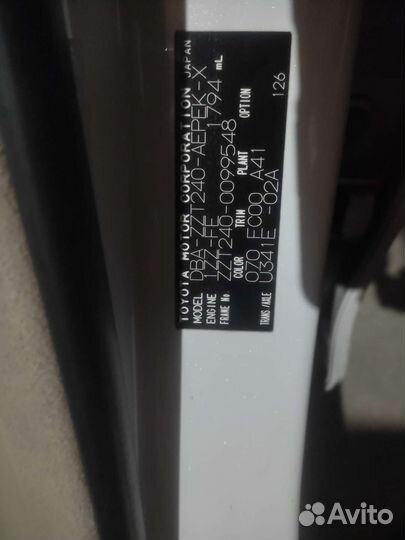 TOYOTA MOTOR CORPORATION JAPAN
MODEL DBA-ZZT240-AEPEK-X
ENGINE 1ZZ-FE 1794 mL
FRAME No. ZZT240-0099548
COLOR TRIM PLANT OPTION
070 FC00 A41
TRANS./AXLE U341E -02A 126
Avito